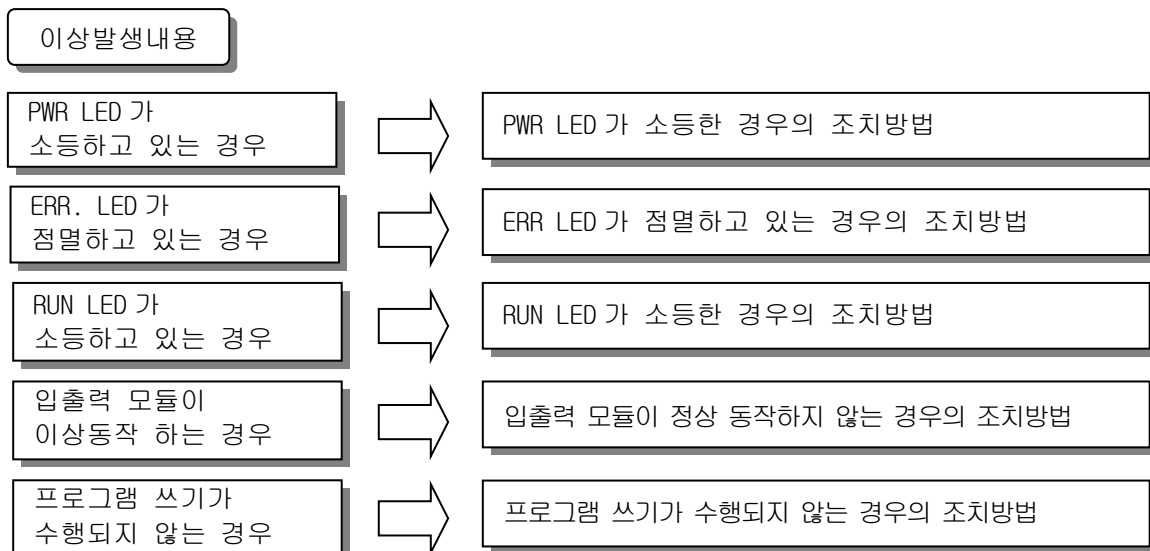 이상발생내용
PWR LED 가
소등하고 있는 경우
PWR LED 가 소등한 경우의 조치방법
ERR. LED 가
점멸하고 있는 경우
ERR LED 가 점멸하고 있는 경우의 조치방법
RUN LED 가
소등하고 있는 경우
RUN LED 가 소등한 경우의 조치방법
입출력 모듈이
이상동작 하는 경우
입출력 모듈이 정상 동작하지 않는 경우의 조치방법
프로그램 쓰기가
수행되지 않는 경우
프로그램 쓰기가 수행되지 않는 경우의 조치방법